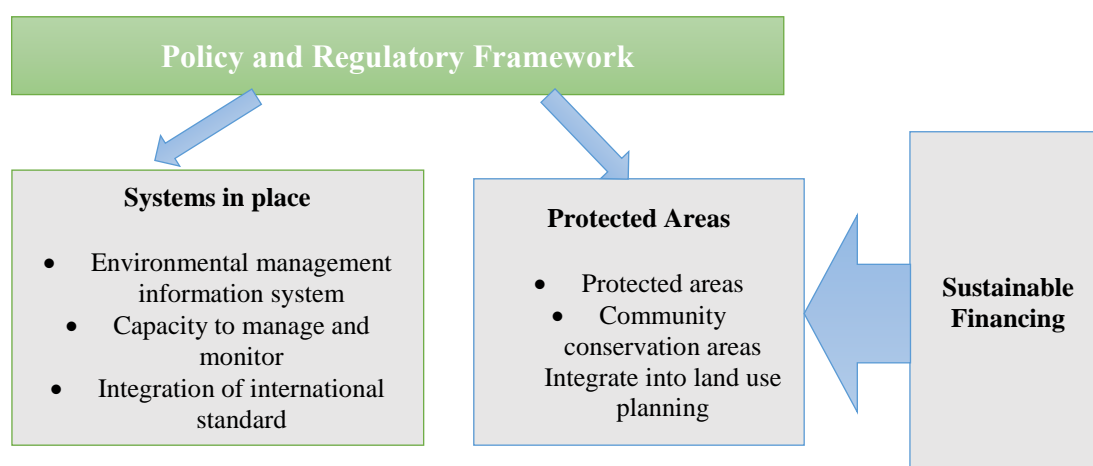 Policy and Regulatory Framework
Systems in place
• Environmental management
information system
• Capacity to manage and
monitor
• Integration of international
standard
Protected Areas
• Protected areas
• Community
conservation areas
Integrate into land use
planning
Sustainable
Financing